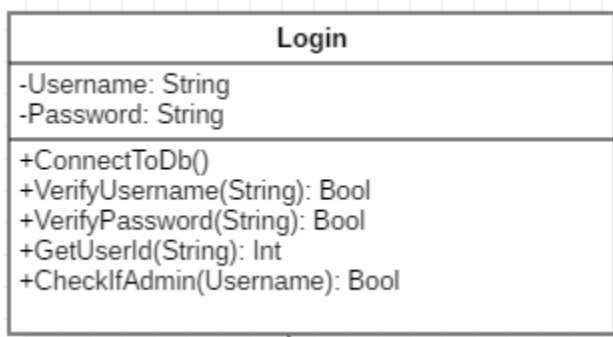 Login
-Username: String
-Password: String
+ConnectToDb()
+VerifyUsername(String): Bool
+VerifyPassword(String): Bool
+GetUserId(String): Int
+CheckIfAdmin(Username): Bool